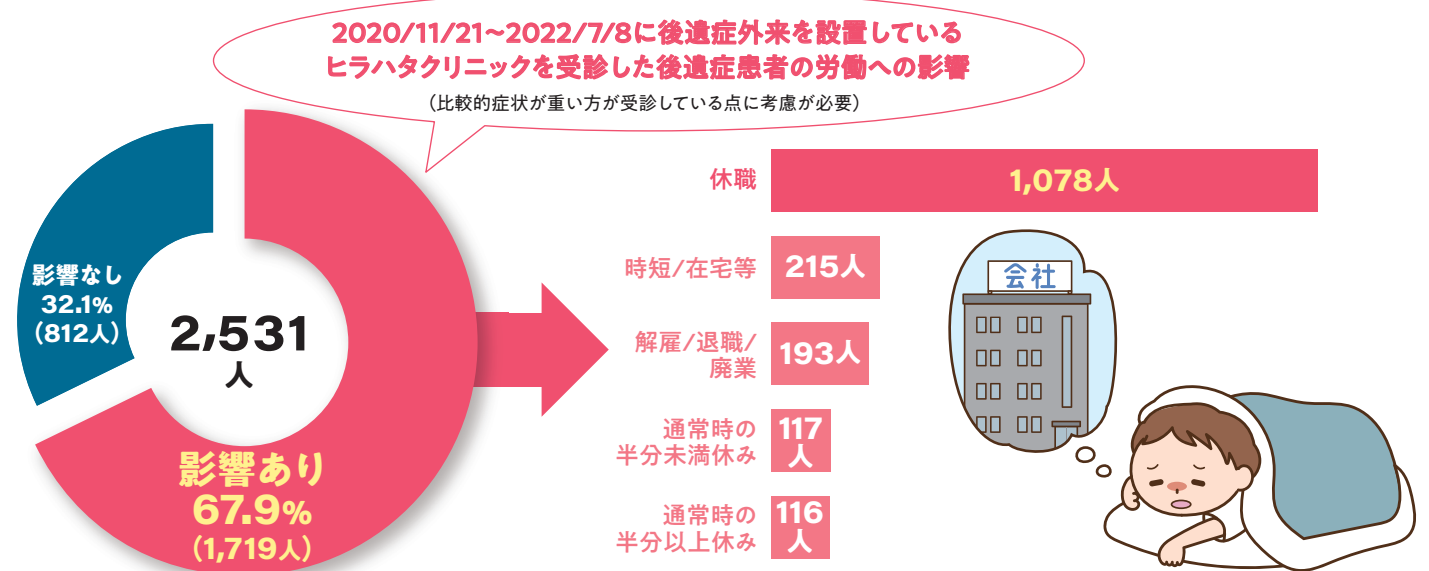 2020/11/21~2022/7/8に後遺症外来を設置している
ヒラハタクリニックを受診した後遺症患者の労働への影響
（比較的症状が重い方が受診している点に考慮が必要）
影響なし
32.1%
（812人）
2,531
人
影響あり
67.9%
（1,719人）
休職
1,078人
時短/在宅等
215人
解雇/退職/
廃業
193人
通常時の
半分未満休み
117
人
通常時の
半分以上休み
116
人
会社